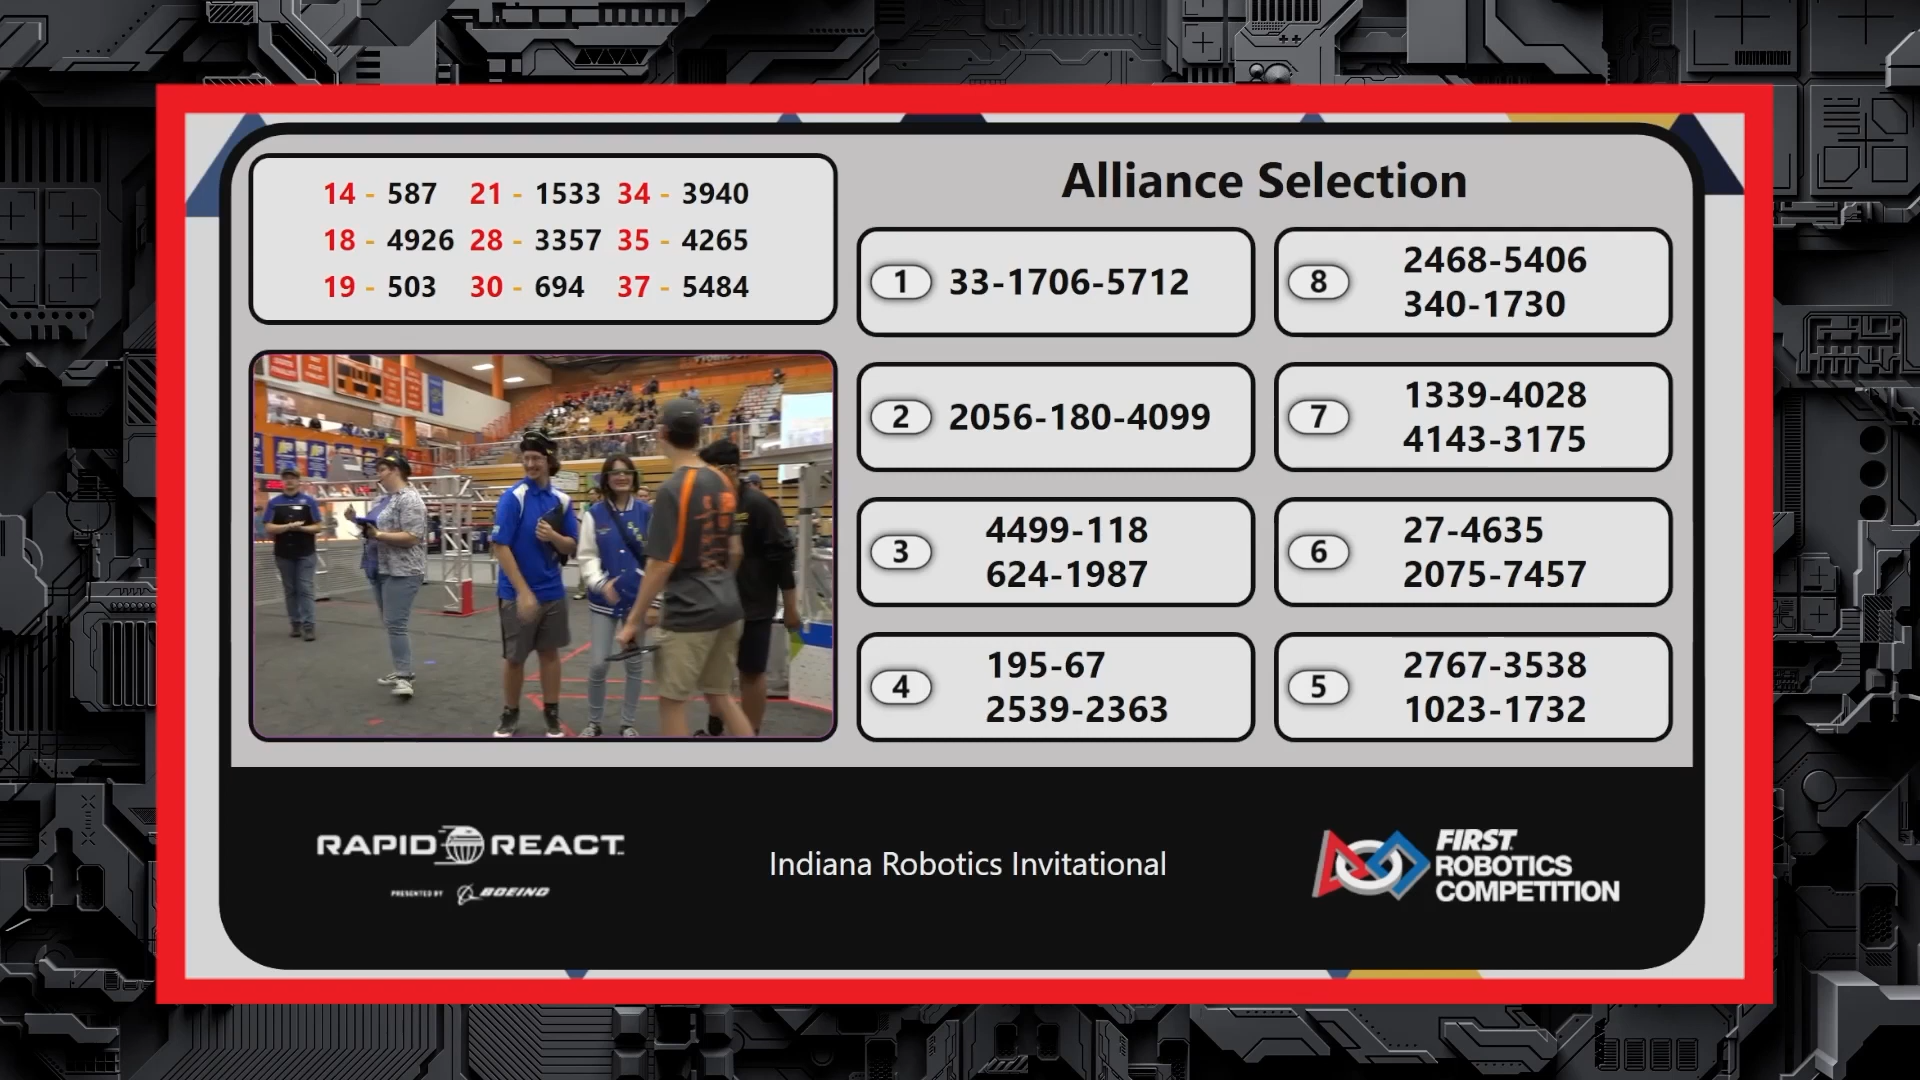 14 - 587 21 - 1533 34 - 3940
18 - 4926 28 - 3357 35 - 4265
19 - 503 30 - 694 37 - 5484
Alliance Selection
1 33-1706-5712
8 2468-5406
340-1730
2 2056-180-4099
7 1339-4028
4143-3175
3 4499-118
624-1987
6 27-4635
2075-7457
4 195-67
2539-2363
5 2767-3538
1023-1732
RAPID REACT
PRESENTED BY BOEING
Indiana Robotics Invitational
FIRST
ROBOTICS
COMPETITION